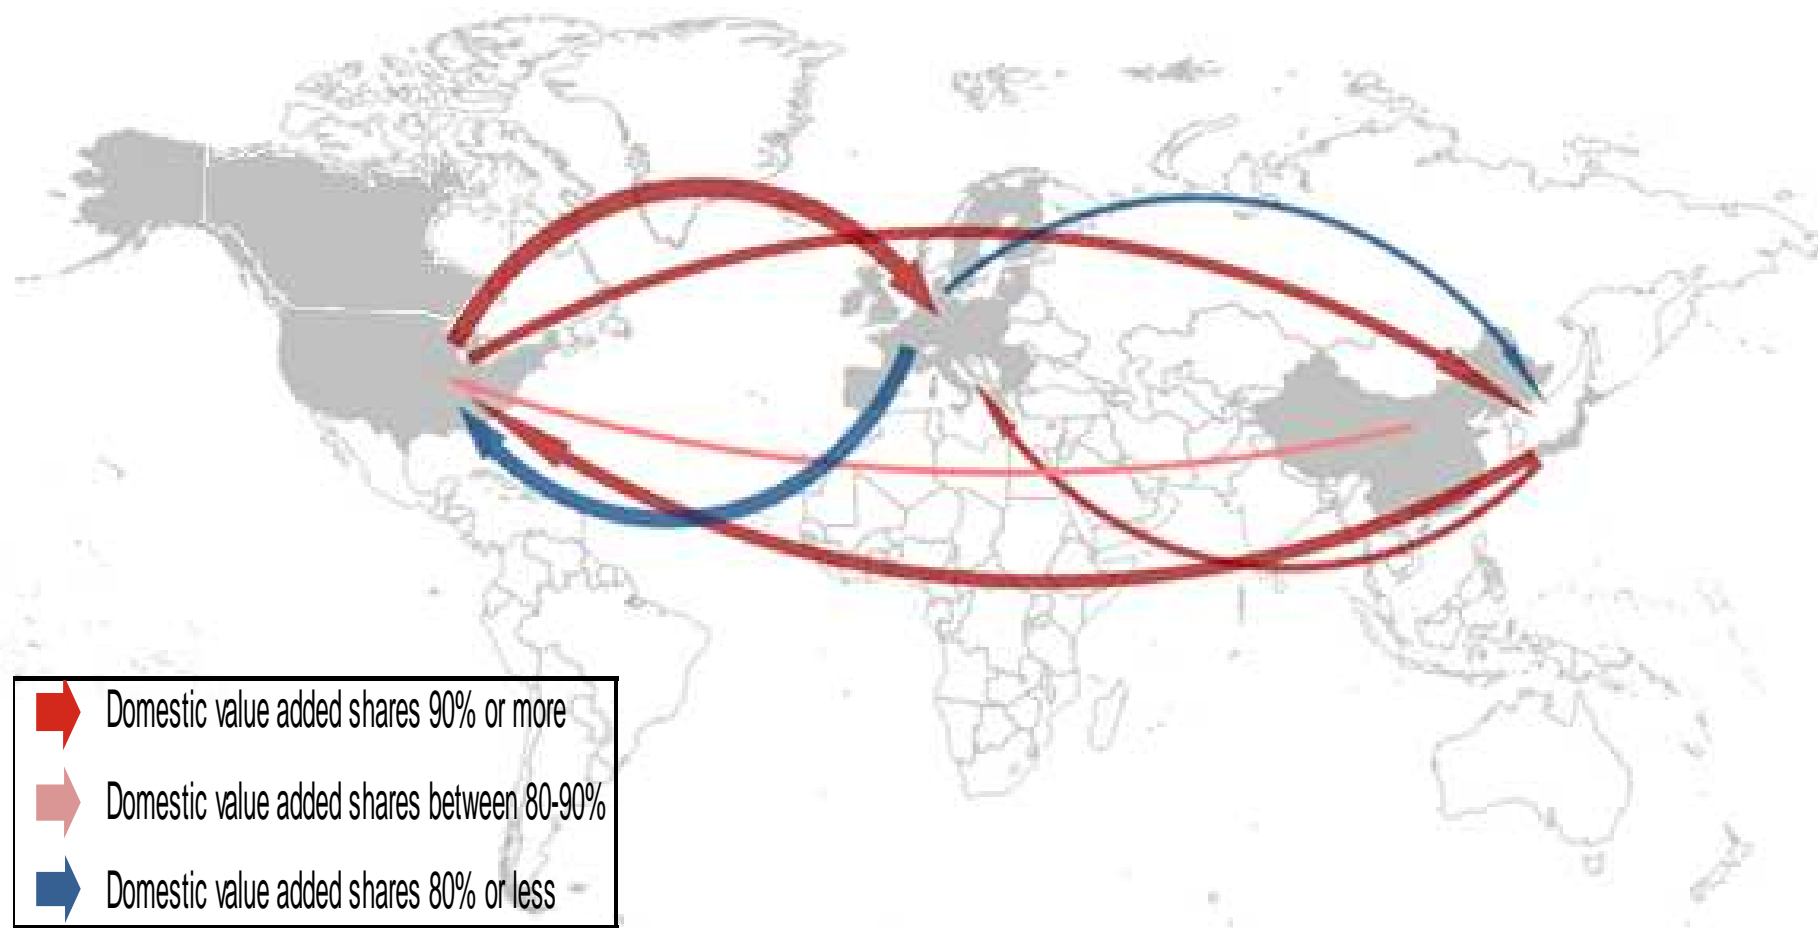 Domestic value added shares 90% or more
Domestic value added shares between 80-90%
Domestic value added shares 80% or less